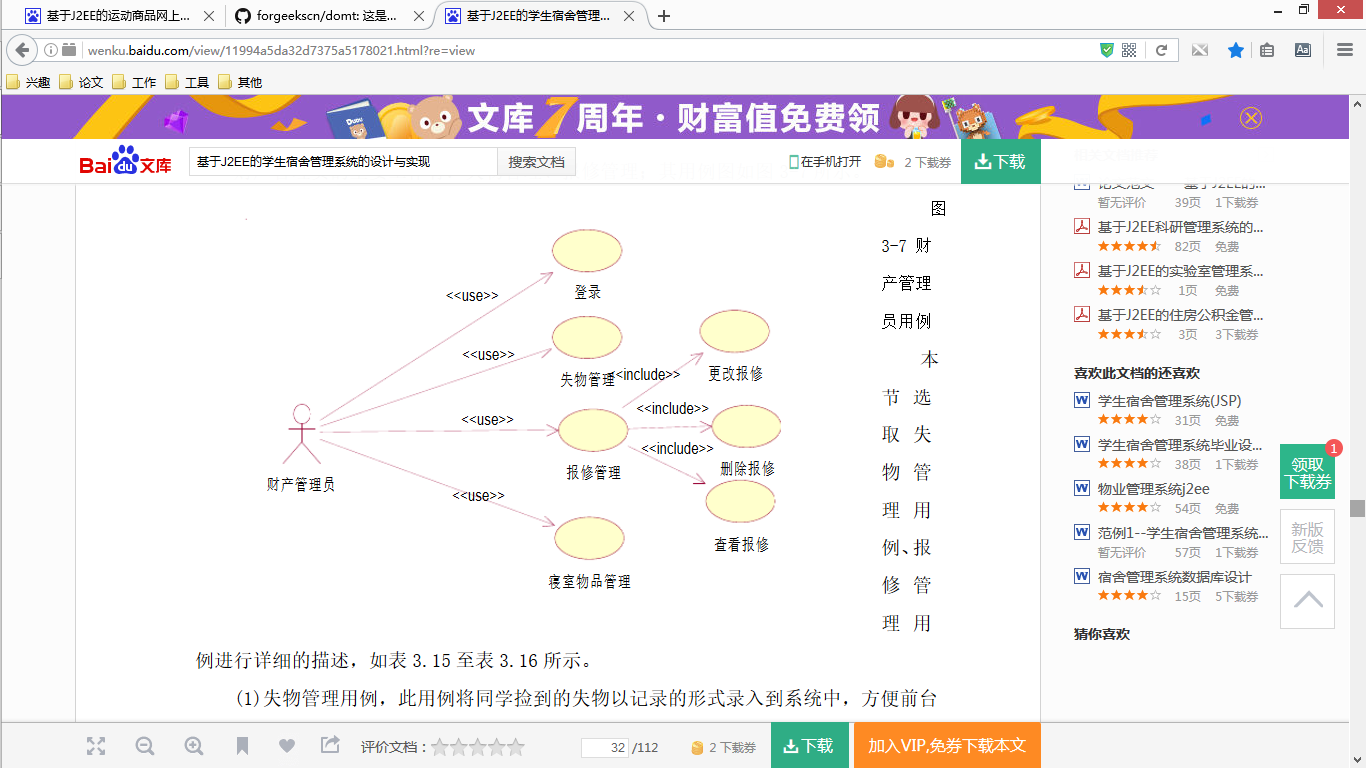 基于J2EE的运动商品网上...
forgeekscn/domt: 这是...
基于J2EE的学生宿舍管理...
wenku.baidu.com/view/11994a5da32d7375a5178021.html?re=view
兴趣 论文 工作 工具 其他
文库7周年·财富值免费领
Bai du 文库
基于J2EE的学生宿舍管理系统的设计与实现
搜索文档
在手机打开
2 下载券
下载
图
3-7 财
产管理
员用例
本
节 选
取 失
物 管
理 用
例、报
修 管
理 用
例进行详细的描述，如表 3.15 至表 3.16 所示。
(1)失物管理用例，此用例将同学捡到的失物以记录的形式录入到系统中，方便前台
<<use>>
登录
<<use>>
失物管理
<<include>>
更改报修
<<use>>
<<include>>
报修管理
<<include>>
删除报修
财产管理员
<<use>>
查看报修
寝室物品管理
暂无评价 39页 1下载券
基于J2EE科研管理系统的...
82页 免费
基于J2EE的实验室管理系...
1页 免费
基于J2EE的住房公积金管...
3页 3下载券
喜欢此文档的还喜欢
学生宿舍管理系统(JSP)
31页 免费
学生宿舍管理系统毕业设...
38页 1下载券
物业管理系统j2ee
54页 免费
范例1--学生宿舍管理系统...
暂无评价 57页 1下载券
宿舍管理系统数据库设计
15页 5下载券
猜你喜欢
1
领取
下载券
新版
反馈
评价文档：
32 /112
2 下载券
下载
加入VIP,免券下载本文